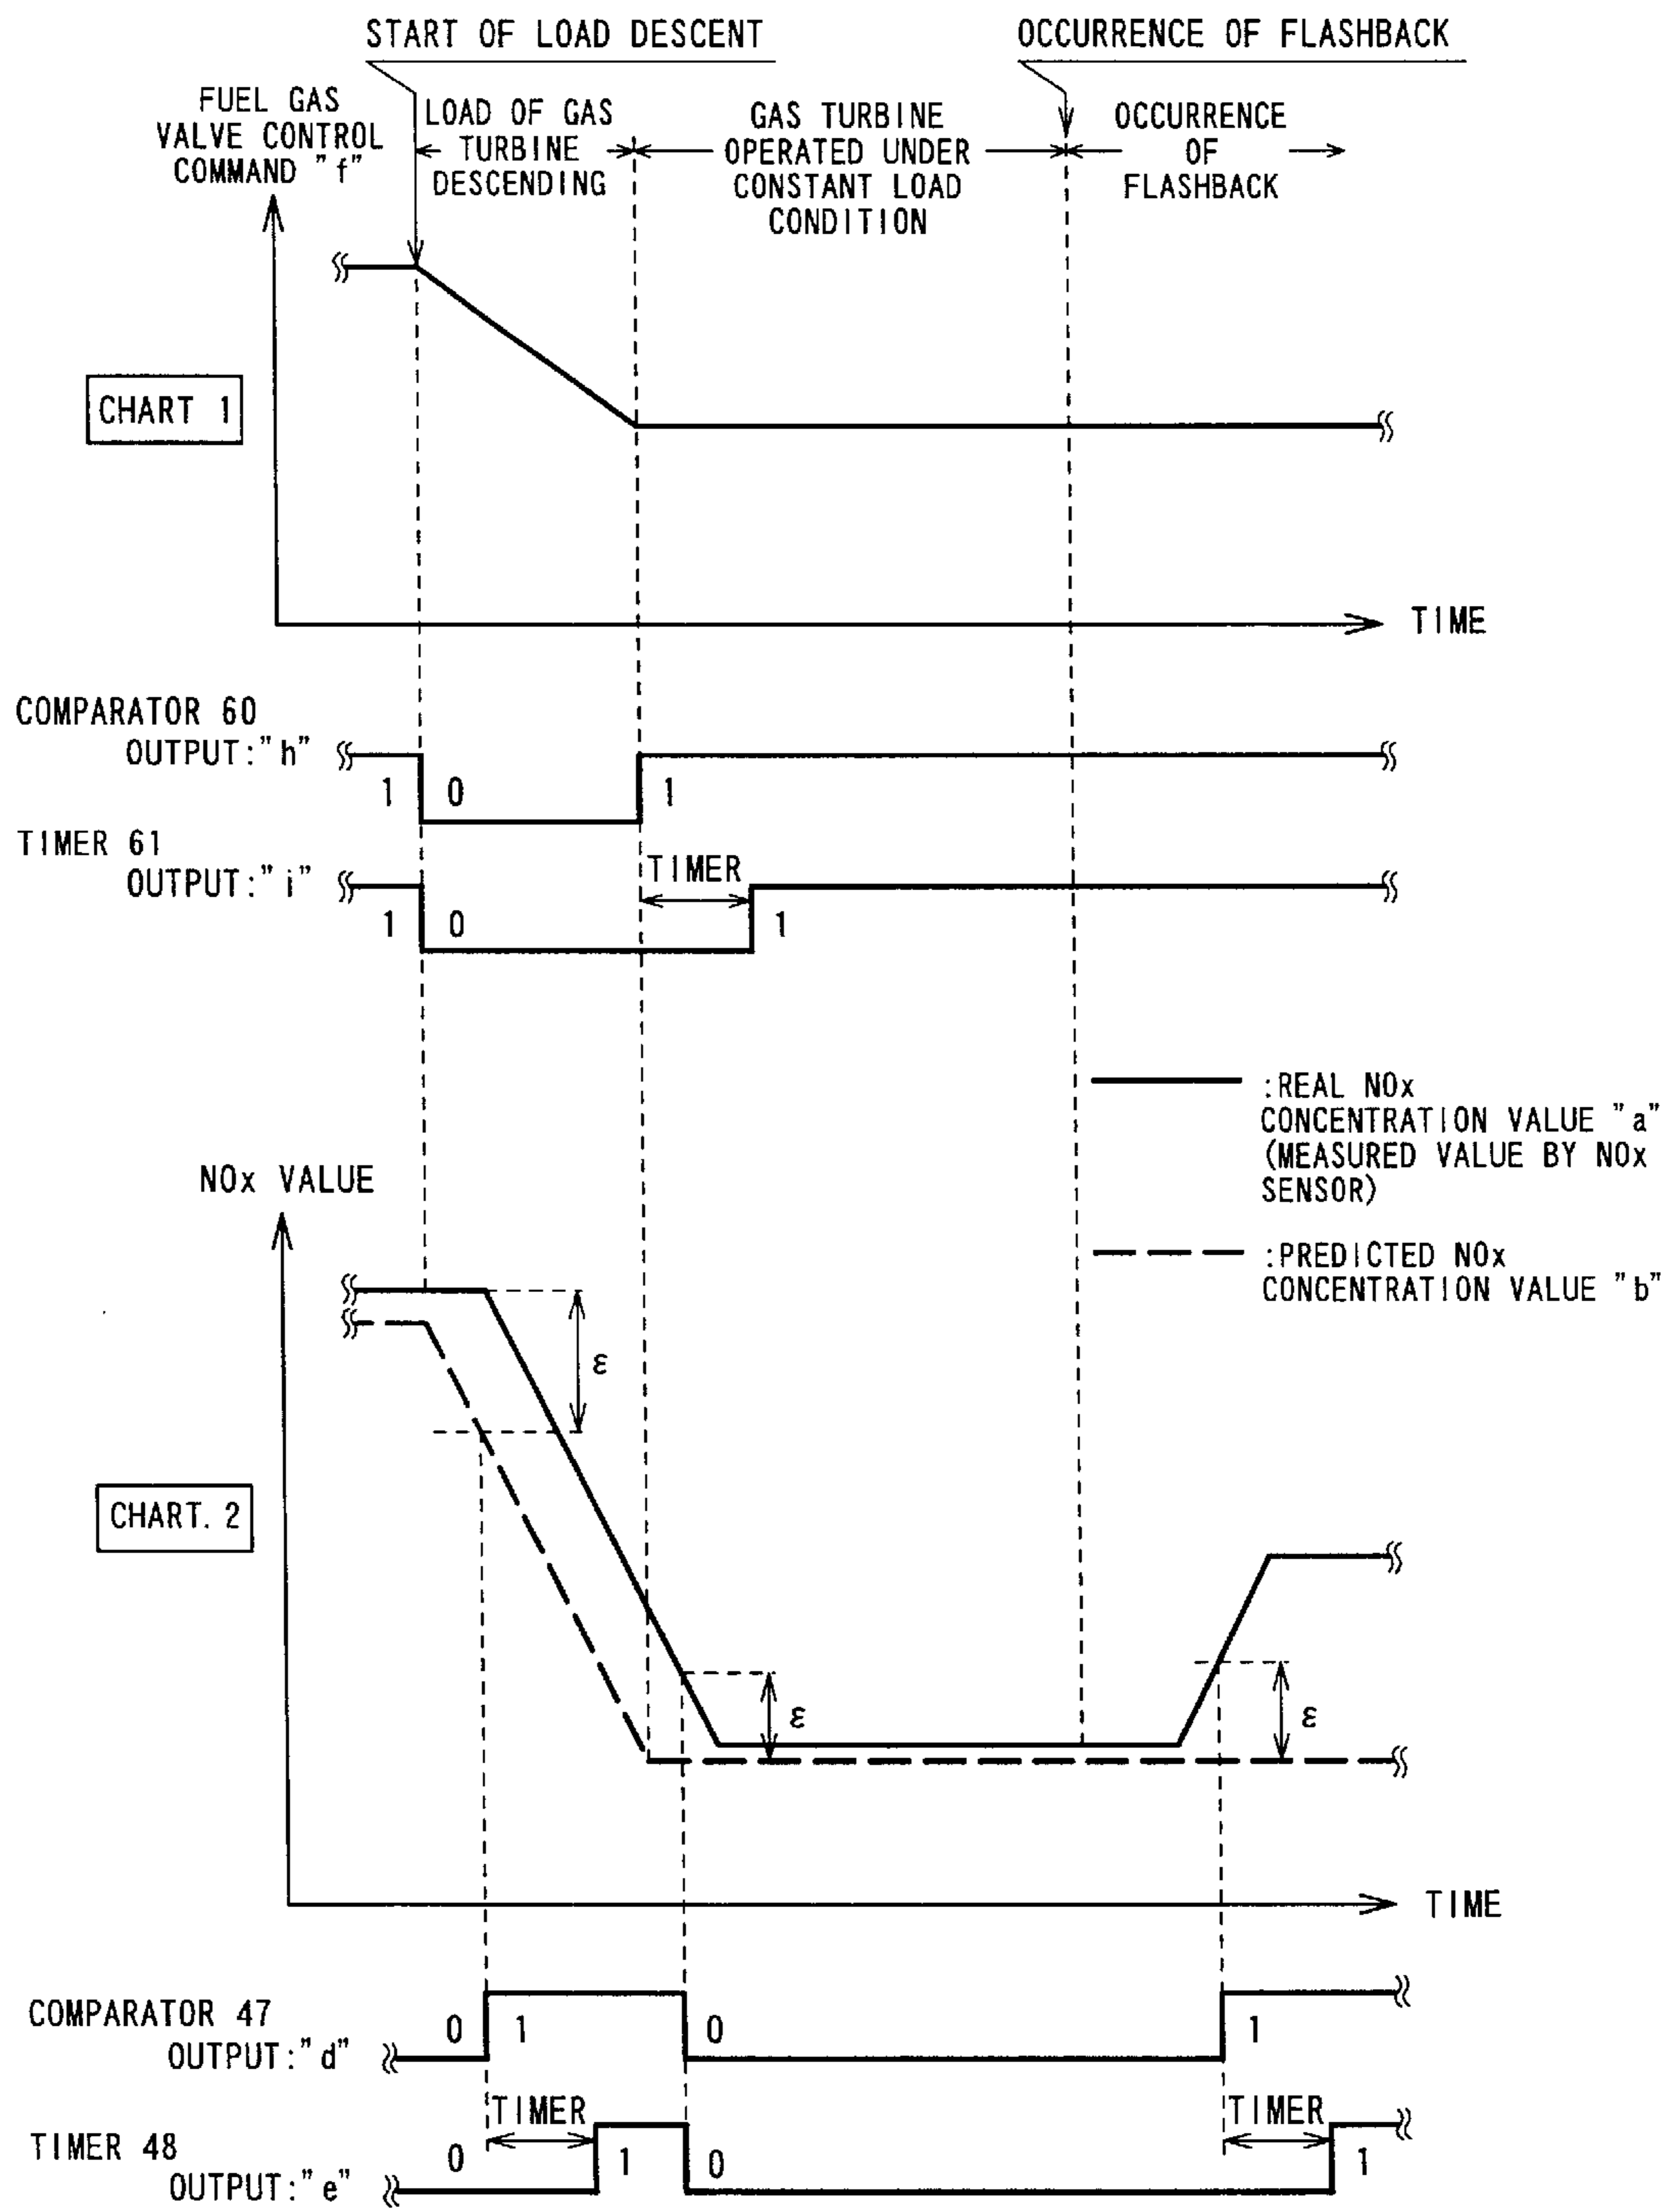 START OF LOAD DESCENT
OCCURRENCE OF FLASHBACK
FUEL GAS
VALVE CONTROL
COMMAND "f"
LOAD OF GAS
TURBINE
DESCENDING
GAS TURBINE
OPERATED UNDER
CONSTANT LOAD
CONDITION
OCCURRENCE
OF
FLASHBACK
CHART 1
TIME
COMPARATOR 60
OUTPUT:"h"
1 0 1
TIMER 61
OUTPUT:"i"
TIMER
1 0 1
:REAL NOx
CONCENTRATION VALUE "a"
(MEASURED VALUE BY NOx
SENSOR)
:PREDICTED NOx
CONCENTRATION VALUE "b"
NOx VALUE
ε
CHART. 2
ε
ε
TIME
COMPARATOR 47
OUTPUT:"d"
0 1 0 1
TIMER 48
OUTPUT:"e"
TIMER
TIMER
0 1 0 1